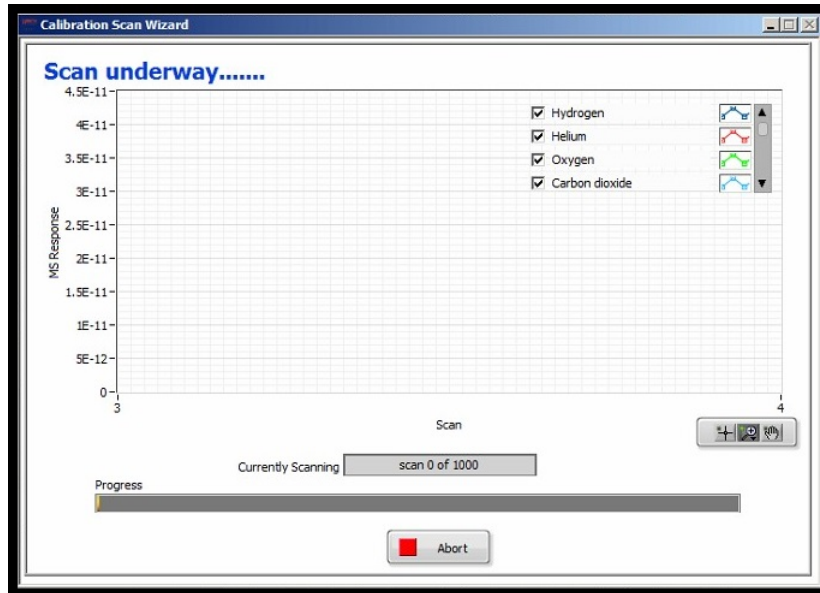 Calibration Scan Wizard
Scan underway.......
4.5E-11
4E-11
3.5E-11
3E-11
2.5E-11
2E-11
1.5E-11
1E-11
5E-12
0
MS Response
Hydrogen
Helium
Oxygen
Carbon dioxide
3
4
Scan
Currently Scanning scan 0 of 1000
Progress
Abort